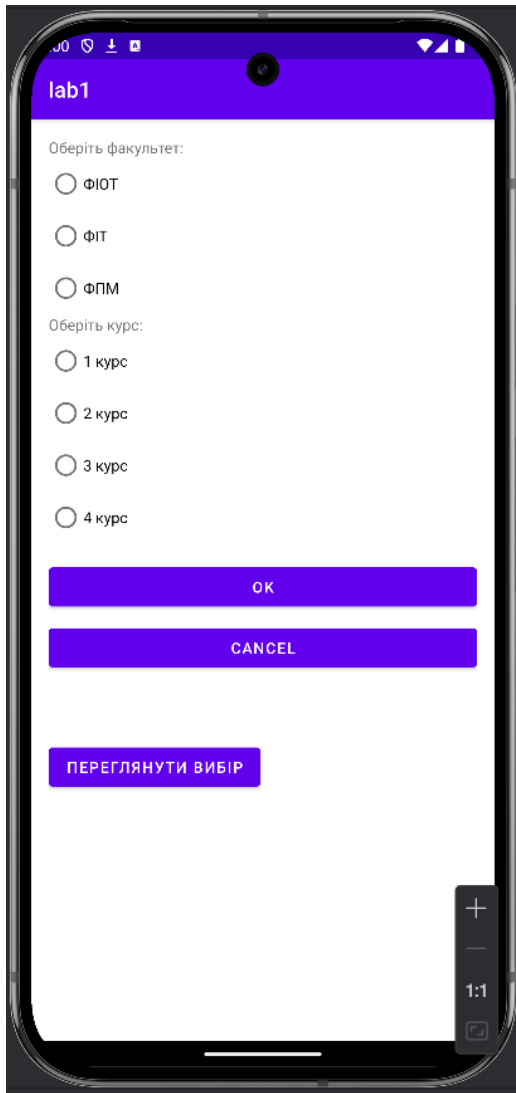 :00
lab1
Оберіть факультет:
ФІОТ
ФІТ
ФПМ
Оберіть курс:
1 курс
2 курс
3 курс
4 курс
OK
CANCEL
ПЕРЕГЛЯНУТИ ВИБІР
1:1